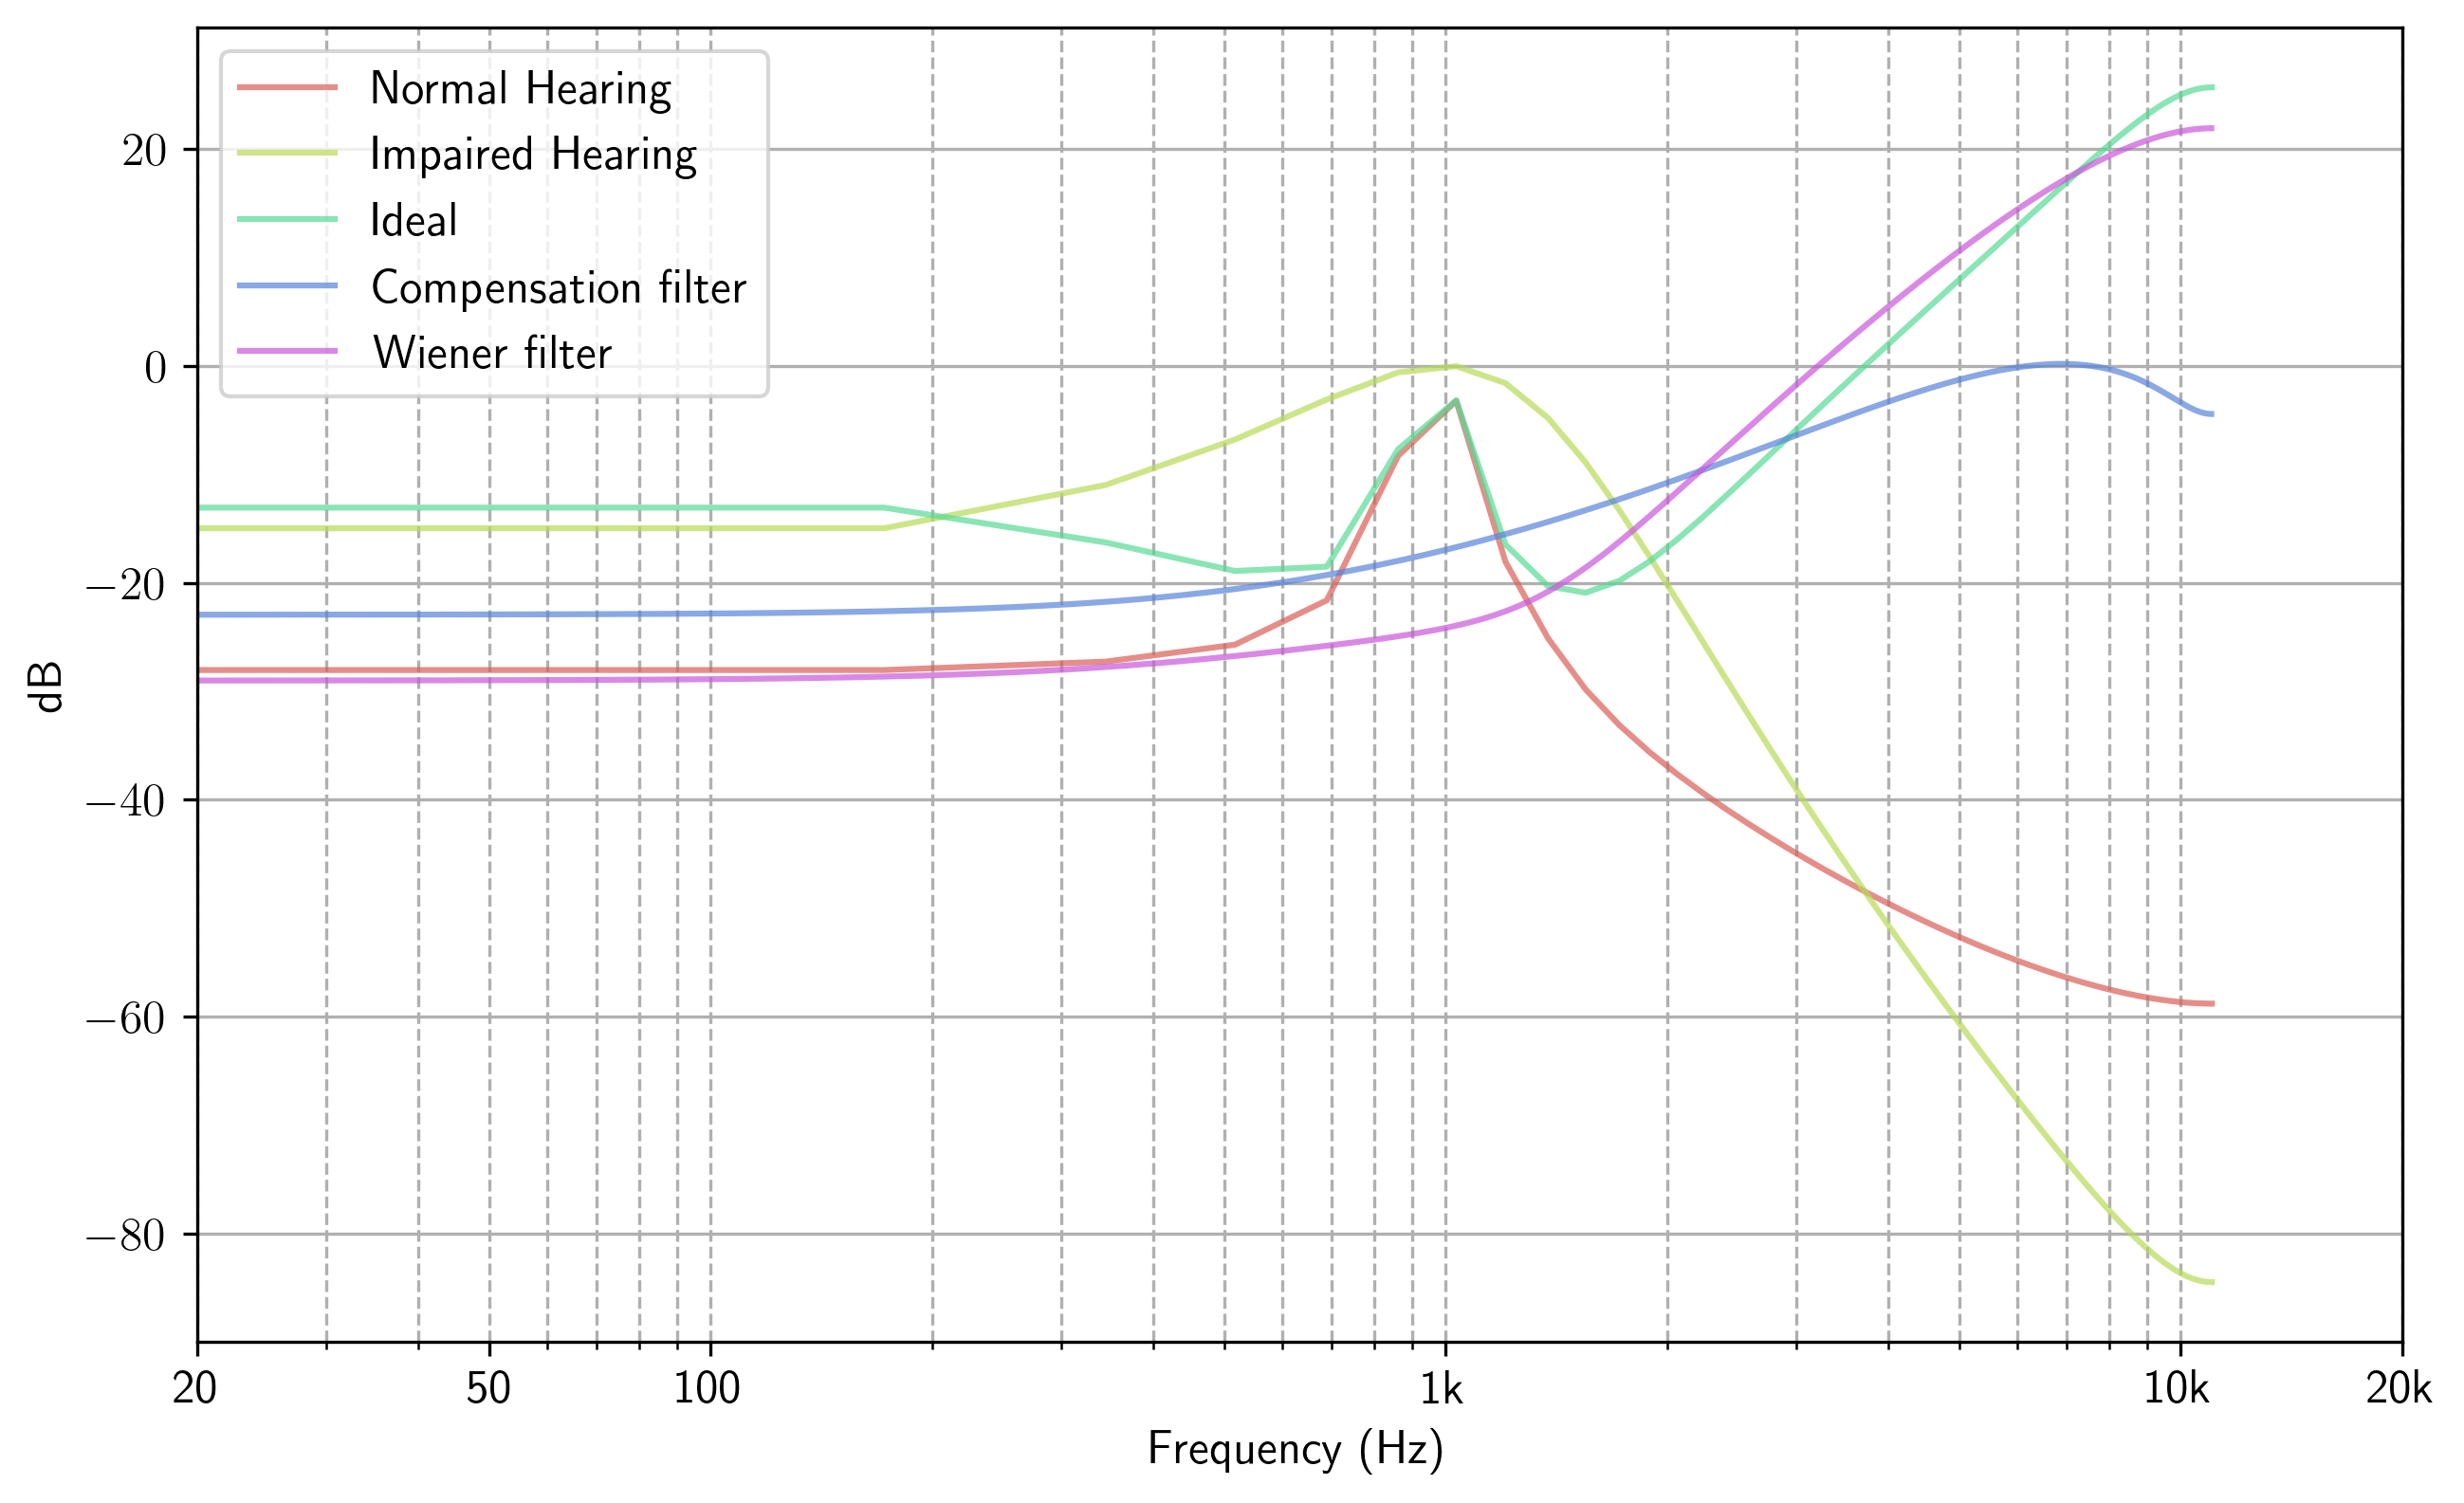 Normal Hearing
Impaired Hearing
Ideal
Compensation filter
Wiener filter
20
0
−20
−40
−60
−80
dB
20 50 100 1k 10k 20k
Frequency (Hz)